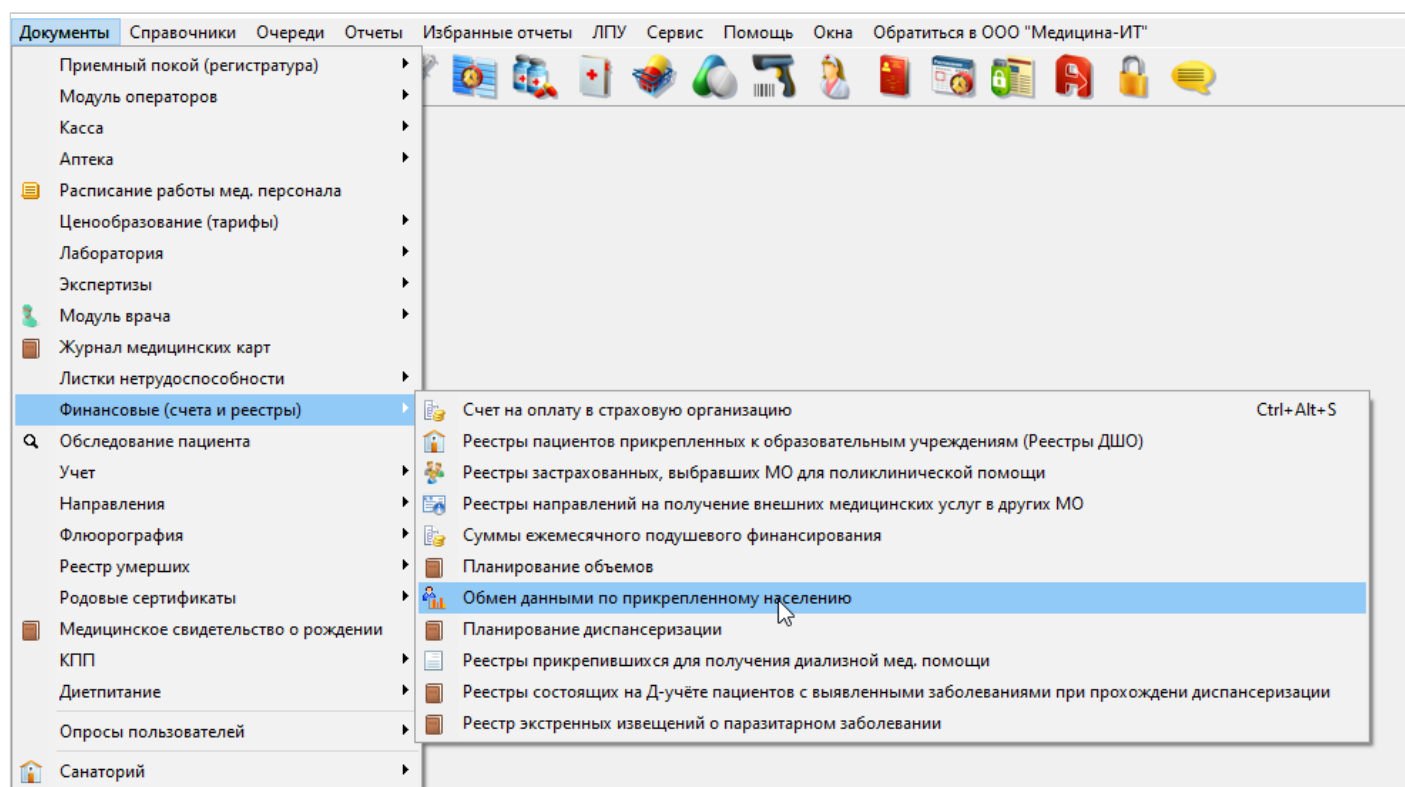 Документы Справочники Очереди Отчеты Избранные отчеты ЛПУ Сервис Помощь Окна Обратиться в ООО "Медицина-ИТ"
Приемный покой (регистратура)
Модуль операторов
Касса
Аптека
Расписание работы мед. персонала
Ценообразование (тарифы)
Лаборатория
Экспертизы
Модуль врача
Журнал медицинских карт
Листки нетрудоспособности
Финансовые (счета и реестры)
Обследование пациента
Учет
Направления
Флюорография
Реестр умерших
Родовые сертификаты
Медицинское свидетельство о рождении
КПП
Диетпитание
Опросы пользователей
Санаторий
Счет на оплату в страховую организацию Ctrl+Alt+S
Реестры пациентов прикрепленных к образовательным учреждениям (Реестры ДШО)
Реестры застрахованных, выбравших МО для поликлинической помощи
Реестры направлений на получение внешних медицинских услуг в других МО
Суммы ежемесячного подушевого финансирования
Планирование объемов
Обмен данными по прикрепленному населению
Планирование диспансеризации
Реестры прикрепившихся для получения диализной мед. помощи
Реестры состоящих на Д-учёте пациентов с выявленными заболеваниями при прохождени диспансеризации
Реестр экстренных извещений о паразитарном заболевании